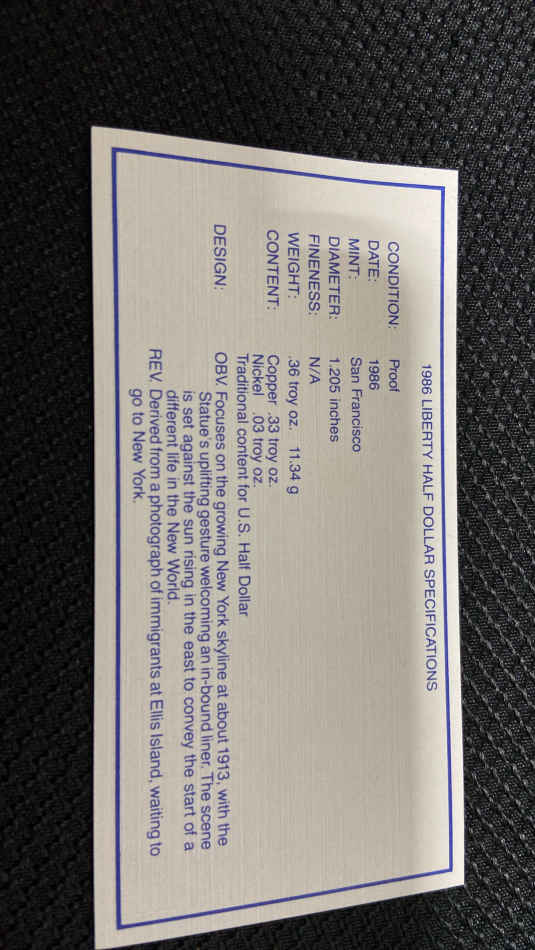 1986 LIBERTY HALF DOLLAR SPECIFICATIONS
CONDITION: Proof
DATE: 1986
MINT: San Francisco
DIAMETER: 1.205 inches
FINENESS: N/A
WEIGHT: .36 troy oz. 11.34 g
CONTENT: Copper .33 troy oz.
Nickel .03 troy oz.
Traditional content for U.S. Half Dollar
DESIGN: OBV. Focuses on the growing New York skyline at about 1913, with the
Statue's uplifting gesture welcoming an in-bound liner. The scene
is set against the sun rising in the east to convey the start of a
different life in the New World.
REV. Derived from a photograph of immigrants at Ellis Island, waiting to
go to New York.